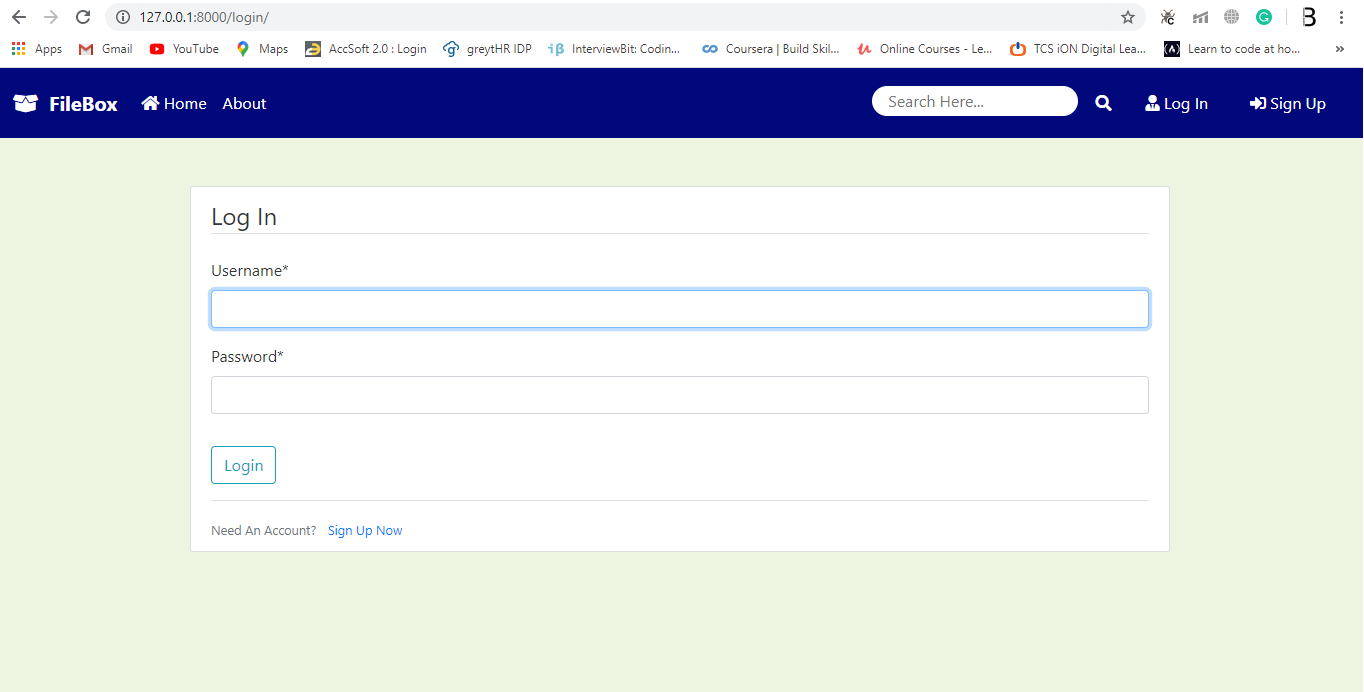 127.0.0.1:8000/login/
Apps Gmail YouTube Maps AccSoft 2.0 : Login greytHR IDP InterviewBit: Codin... Coursera | Build Skil... Online Courses - Le... TCS iON Digital Lea... Learn to code at ho... »
FileBox Home About Search Here... Log In Sign Up
Log In
Username*
Password*
Login
Need An Account? Sign Up Now